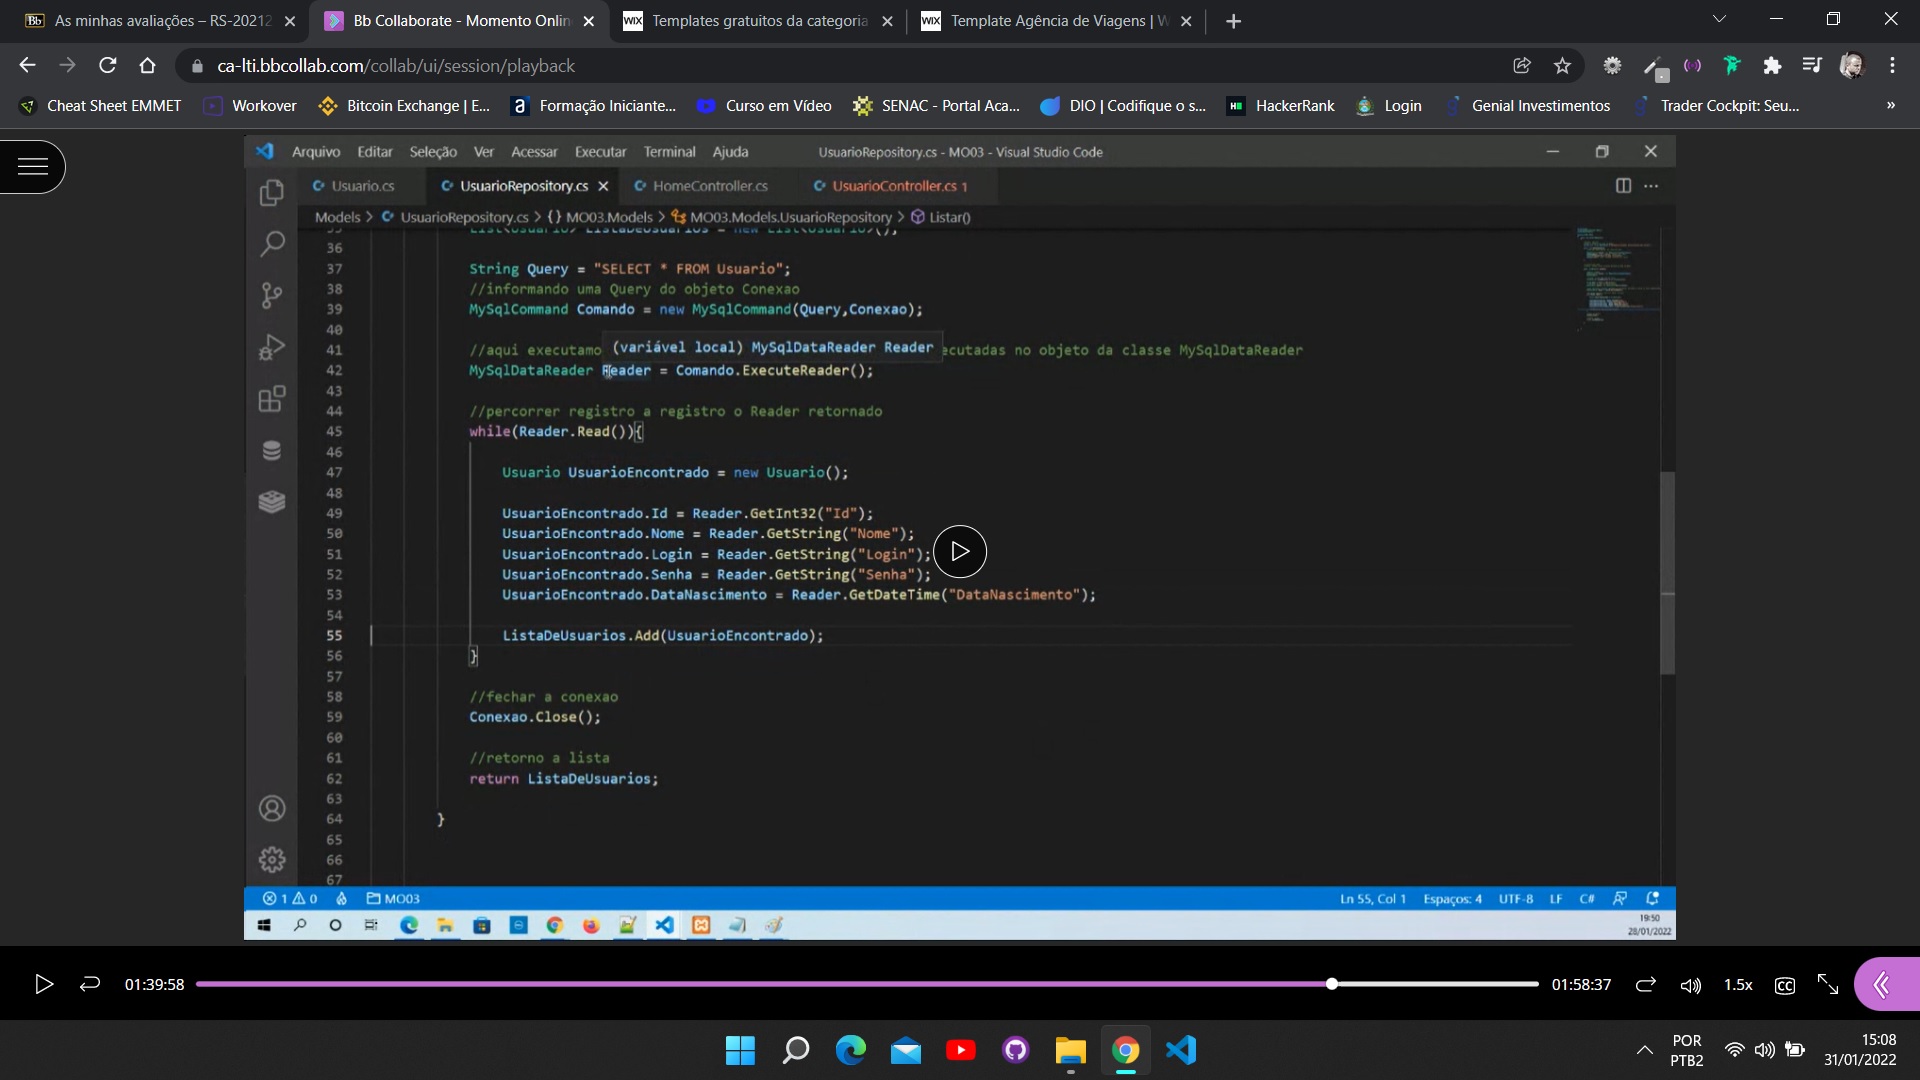 As minhas avaliações – RS-20212
Bb Collaborate - Momento Onlin
Templates gratuitos da categoria
Template Agência de Viagens | W
ca-lti.bbcollab.com/collab/ui/session/playback
Cheat Sheet EMMET
Workover
Bitcoin Exchange | E...
Formação Iniciante...
Curso em Vídeo
SENAC - Portal Aca...
DIO | Codifique o s...
HackerRank
Login
Genial Investimentos
Trader Cockpit: Seu...
Arquivo Editar Seleção Ver Acessar Executar Terminal Ajuda
UsuarioRepository.cs - MO03 - Visual Studio Code
Usuario.cs
UsuarioRepository.cs
HomeController.cs
UsuarioController.cs 1
Models > UsuarioRepository.cs > {} MO03.Models > MO03.Models.UsuarioRepository > Listar()
35 List<Usuario> ListaDeUsuarios = new List<Usuario>();
36
37 String Query = "SELECT * FROM Usuario";
38 //informando uma Query do objeto Conexao
39 MySqlCommand Comando = new MySqlCommand(Query,Conexao);
40
(variável local) MySqlDataReader Reader
41 //aqui executamo ecutadas no objeto da classe MySqlDataReader
42 MySqlDataReader Reader = Comando.ExecuteReader();
43
44 //percorrer registro a registro o Reader retornado
45 while(Reader.Read()){
46
47 Usuario UsuarioEncontrado = new Usuario();
48
49 UsuarioEncontrado.Id = Reader.GetInt32("Id");
50 UsuarioEncontrado.Nome = Reader.GetString("Nome");
51 UsuarioEncontrado.Login = Reader.GetString("Login");
52 UsuarioEncontrado.Senha = Reader.GetString("Senha");
53 UsuarioEncontrado.DataNascimento = Reader.GetDateTime("DataNascimento");
54
55 ListaDeUsuarios.Add(UsuarioEncontrado);
56 }
57
58 //fechar a conexao
59 Conexao.Close();
60
61 //retorno a lista
62 return ListaDeUsuarios;
63
64 }
65
66
67
1 0 MO03
Ln 55, Col 1 Espaços: 4 UTF-8 LF C#
19:50
28/01/2022
01:39:58
01:58:37
1.5x
CC
POR
PTB2
15:08
31/01/2022